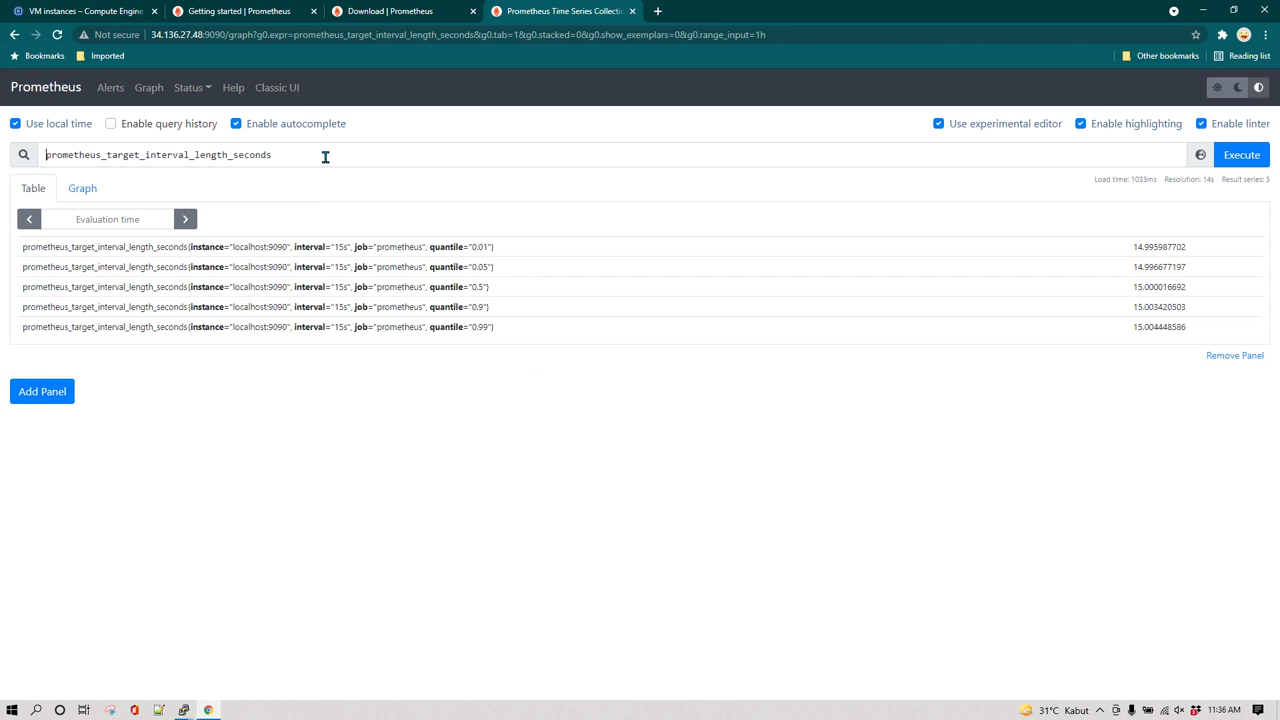 VM instances – Compute Engine
Getting started | Prometheus
Download | Prometheus
Prometheus Time Series Collectio
Not secure
34.136.27.48:9090/graph?g0.expr=prometheus_target_interval_length_seconds&g0.tab=1&g0.stacked=0&g0.show_exemplars=0&g0.range_input=1h
Bookmarks
Imported
Other bookmarks
Reading list
Prometheus
Alerts
Graph
Status
Help
Classic UI
Use local time
Enable query history
Enable autocomplete
Use experimental editor
Enable highlighting
Enable linter
prometheus_target_interval_length_seconds
Execute
Table
Graph
Load time: 1033ms
Resolution: 14s
Result series: 5
Evaluation time
prometheus_target_interval_length_seconds{instance="localhost:9090", interval="15s", job="prometheus", quantile="0.01"} 14.995987702
prometheus_target_interval_length_seconds{instance="localhost:9090", interval="15s", job="prometheus", quantile="0.05"} 14.996677197
prometheus_target_interval_length_seconds{instance="localhost:9090", interval="15s", job="prometheus", quantile="0.5"} 15.000016692
prometheus_target_interval_length_seconds{instance="localhost:9090", interval="15s", job="prometheus", quantile="0.9"} 15.003420503
prometheus_target_interval_length_seconds{instance="localhost:9090", interval="15s", job="prometheus", quantile="0.99"} 15.004448586
Remove Panel
Add Panel
31°C Kabut
11:36 AM